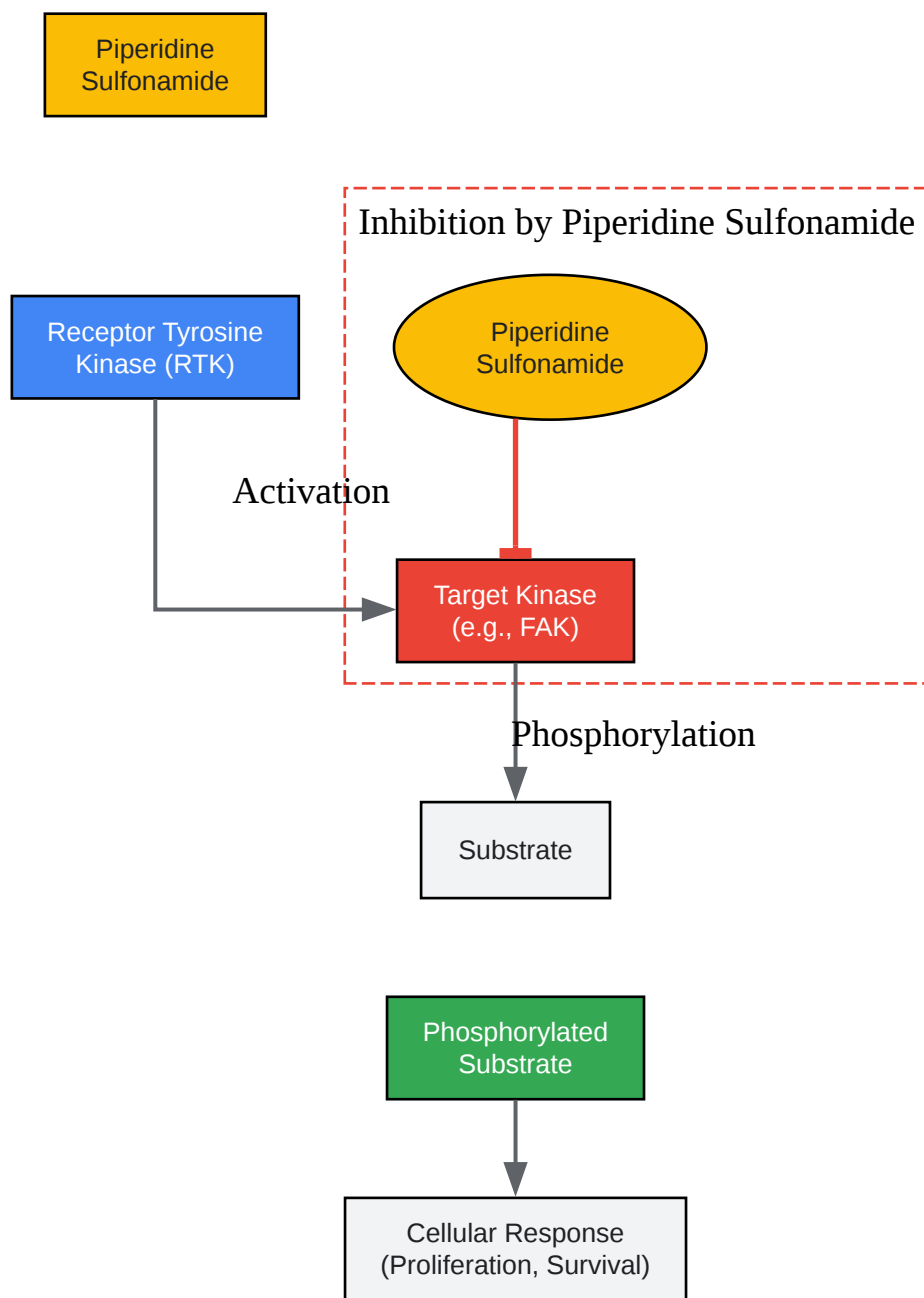 Piperidine
Sulfonamide
Inhibition by Piperidine Sulfonamide
Receptor Tyrosine
Kinase (RTK)
Piperidine
Sulfonamide
Activation
Target Kinase
(e.g., FAK)
Phosphorylation
Substrate
Phosphorylated
Substrate
Cellular Response
(Proliferation, Survival)